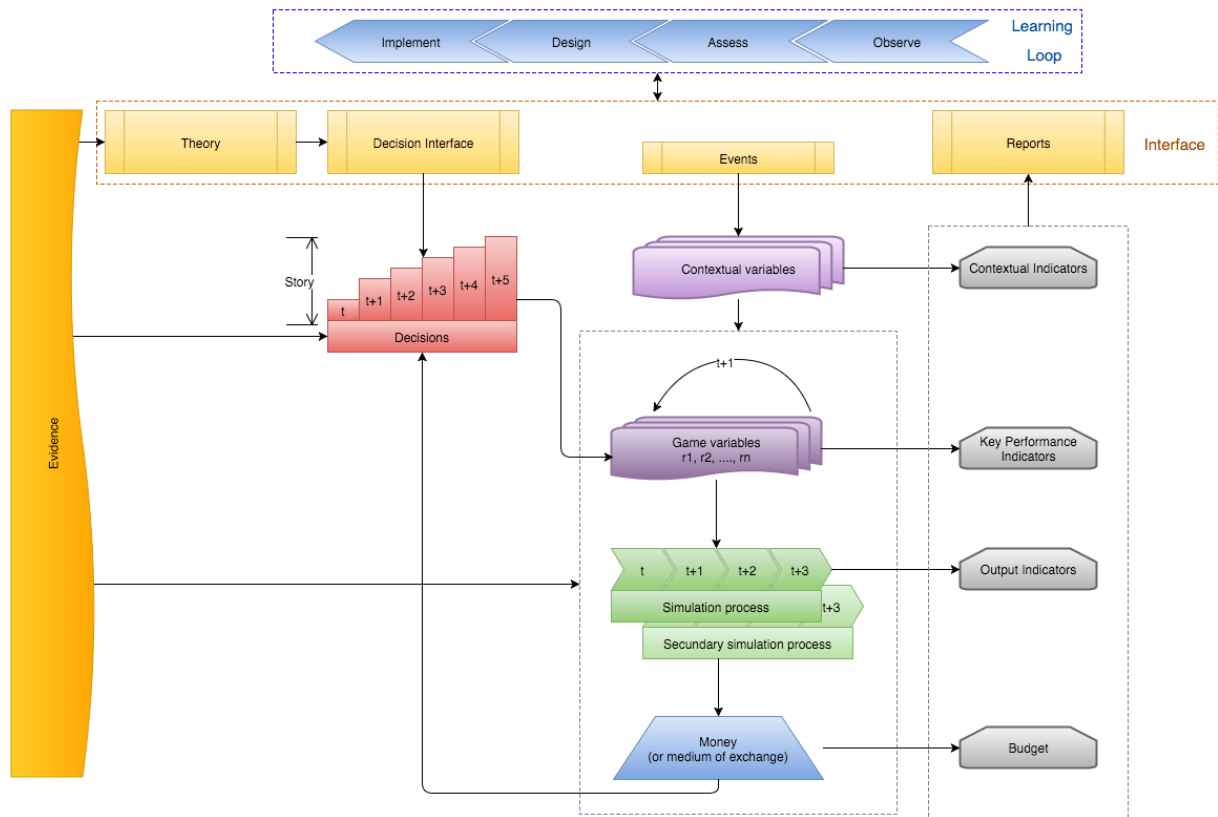 Implement
Design
Assess
Observe
Learning
Loop
Theory
Decision Interface
Events
Reports
Interface
Story
t
t+1
t+2
t+3
t+4
t+5
Decisions
Contextual variables
Contextual Indicators
Evidence
t+1
Game variables
r1, r2, ...., rn
Key Performance
Indicators
t
t+1
t+2
t+3
Output Indicators
Simulation process
t+3
Secundary simulation process
Money
(or medium of exchange)
Budget